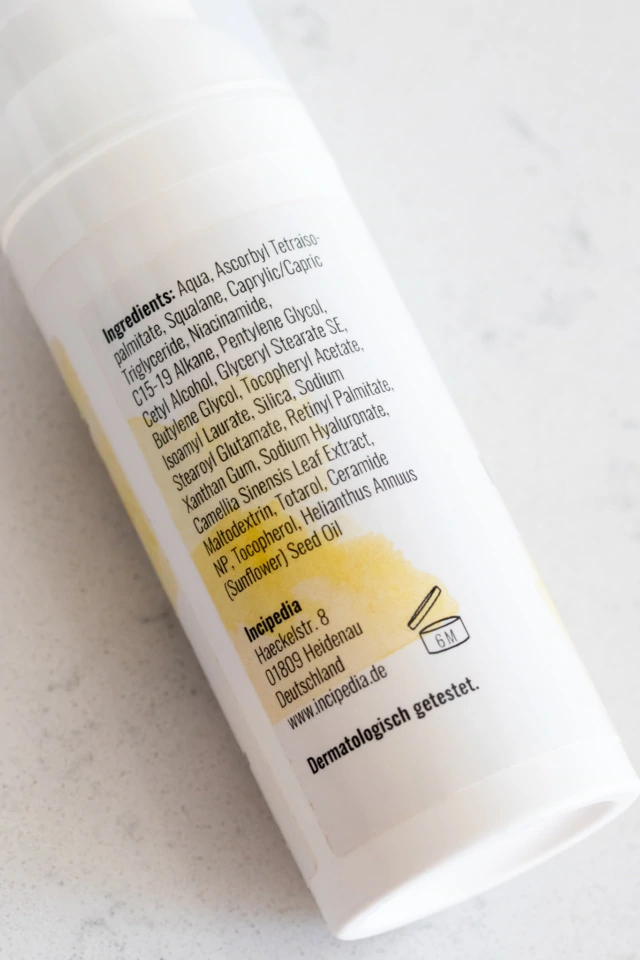 Ingredients: Aqua, Ascorbyl Tetraiso-
palmitate, Squalane, Caprylic/Capric
Triglyceride, Niacinamide,
C15-19 Alkane, Pentylene Glycol,
Cetyl Alcohol, Glyceryl Stearate SE,
Butylene Glycol, Tocopheryl Acetate,
Isoamyl Laurate, Silica, Sodium
Stearoyl Glutamate, Retinyl Palmitate,
Xanthan Gum, Sodium Hyaluronate,
Camellia Sinensis Leaf Extract,
Maltodextrin, Totarol, Ceramide
NP, Tocopherol, Helianthus Annuus
(Sunflower) Seed Oil
Incipedia
Haeckelstr. 8
01809 Heidenau
Deutschland
www.incipedia.de
6M
Dermatologisch getestet.